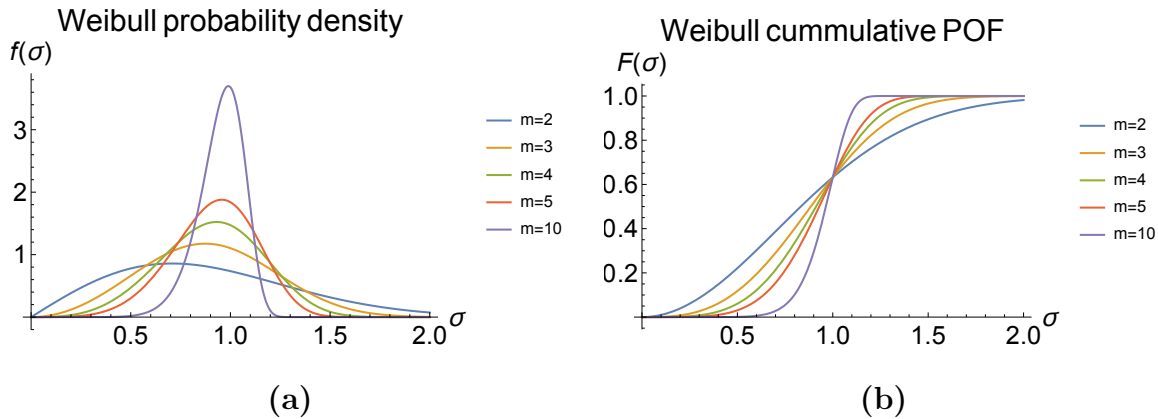 Weibull probability density
f(σ)
3
2
1
0.5 1.0 1.5 2.0 σ
m=2
m=3
m=4
m=5
m=10
(a)
Weibull cummulative POF
F(σ)
1.0
0.8
0.6
0.4
0.2
0.5 1.0 1.5 2.0 σ
m=2
m=3
m=4
m=5
m=10
(b)